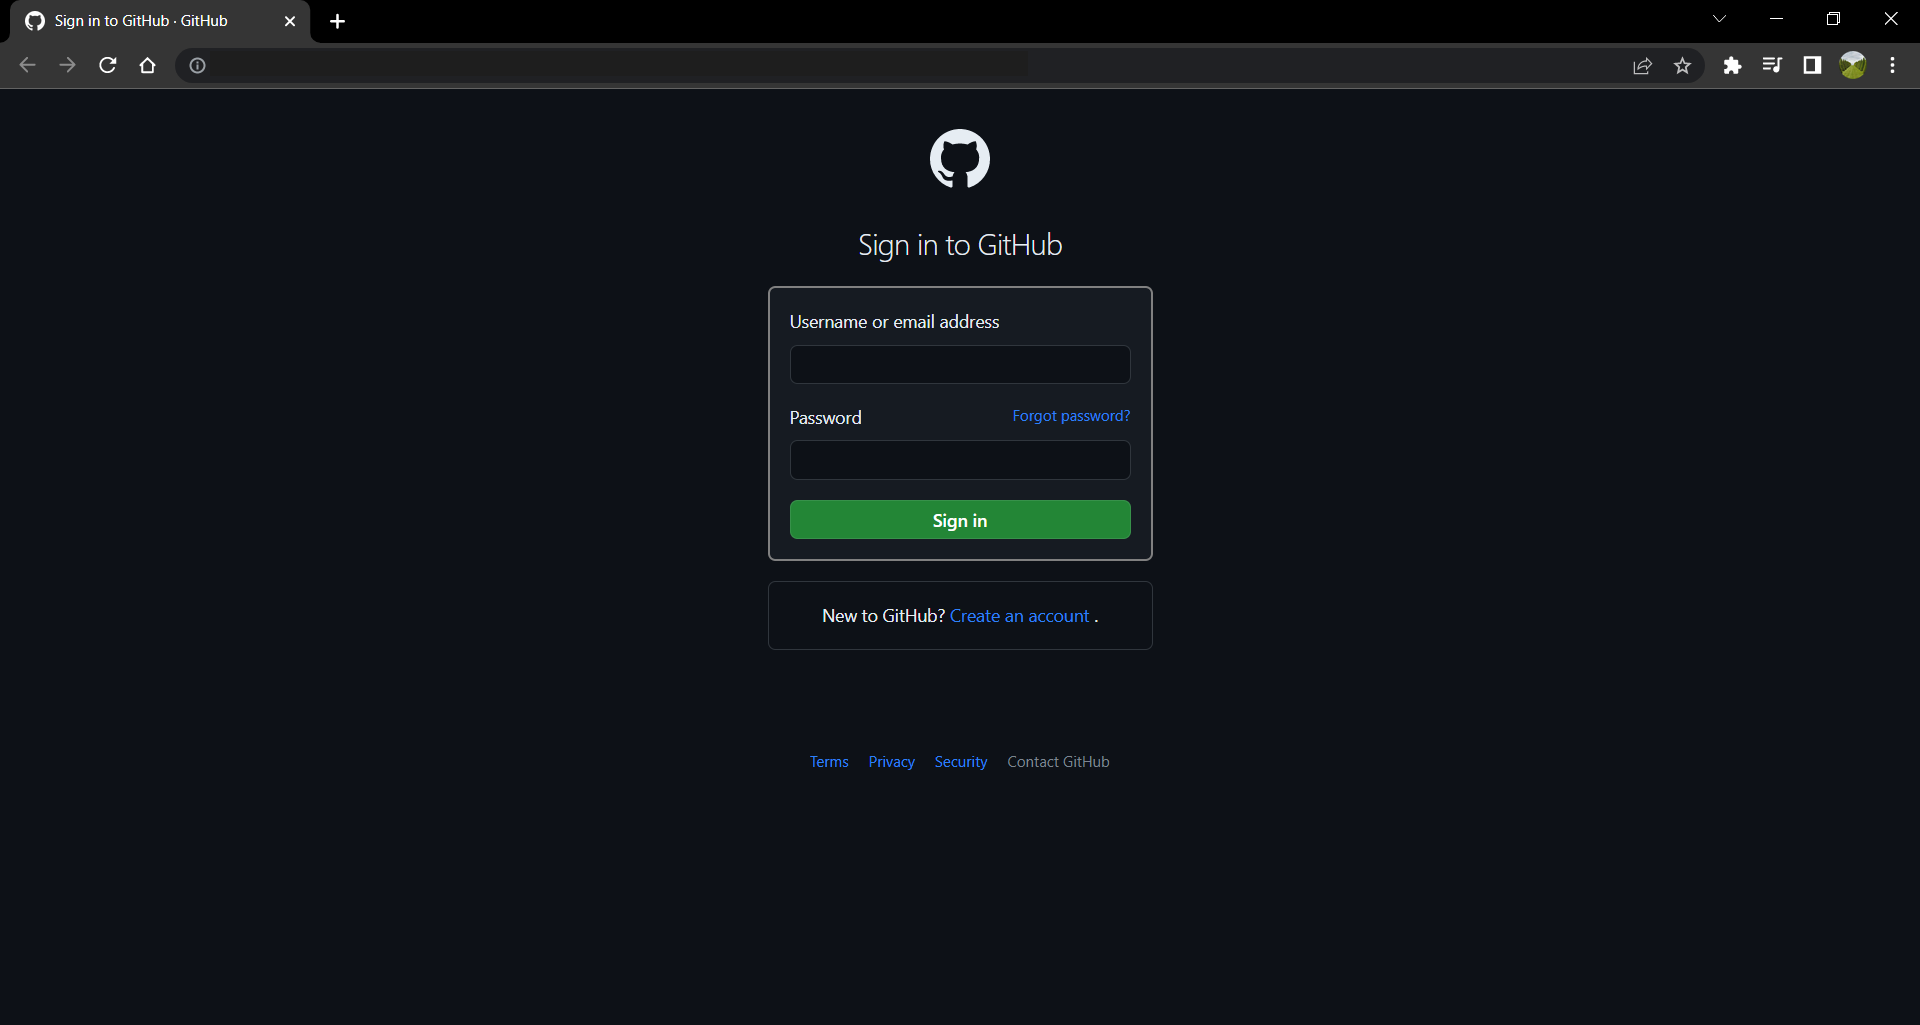 Sign in to GitHub · GitHub
Sign in to GitHub
Username or email address
Password Forgot password?
Sign in
New to GitHub? Create an account .
Terms Privacy Security Contact GitHub